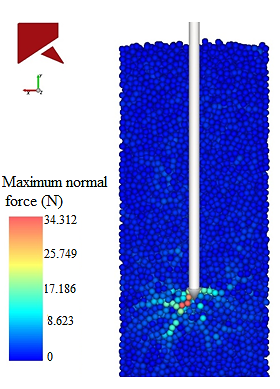 Maximum normal
force (N)
34.312
25.749
17.186
8.623
0